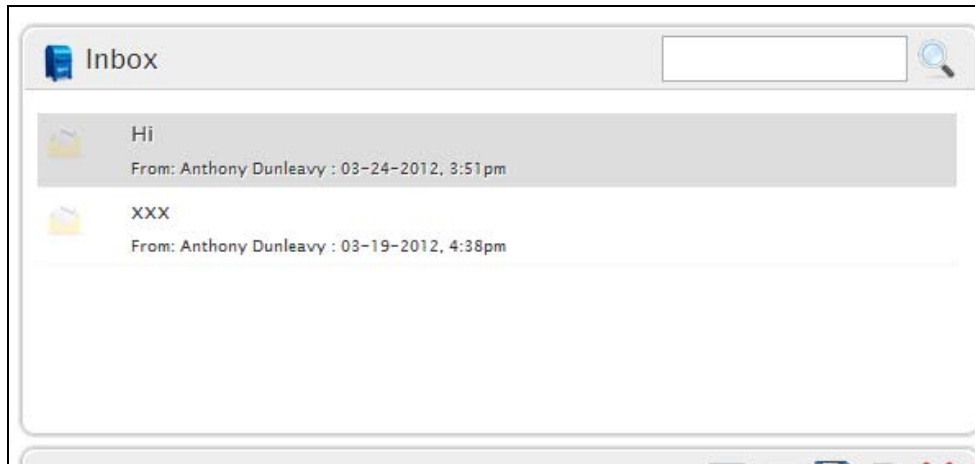 Inbox
Hi
From: Anthony Dunleavy : 03-24-2012, 3:51pm
xxx
From: Anthony Dunleavy : 03-19-2012, 4:38pm